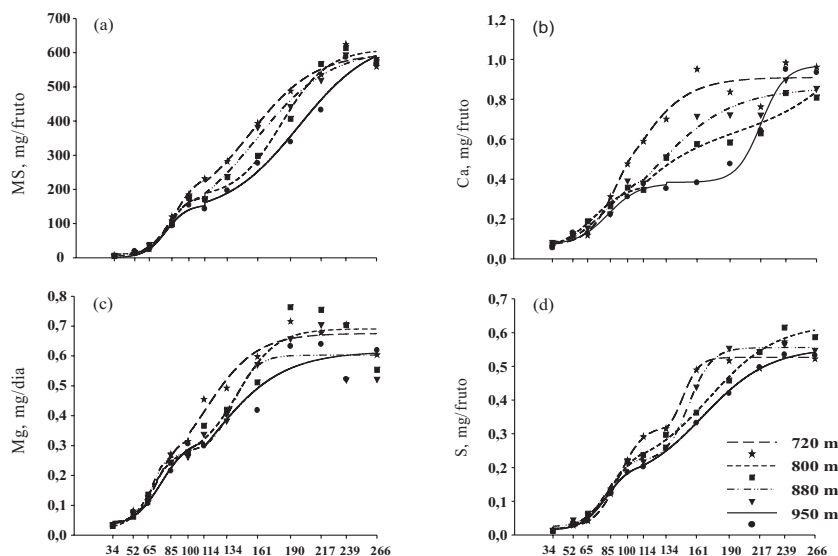 (a)
MS, mg/fruto
700
600
500
400
300
200
100
0
(b)
Ca, mg/fruto
1,4
1,2
1,0
0,8
0,6
0,4
0,2
0,0
(c)
Mg, mg/dia
0,8
0,7
0,6
0,5
0,4
0,3
0,2
0,1
0,0
34 52 65 85 100 114 134 161 190 217 239 266
(d)
S, mg/fruto
0,7
0,6
0,5
0,4
0,3
0,2
0,1
0,0
720 m
800 m
880 m
950 m
34 52 65 85 100 114 134 161 190 217 239 266